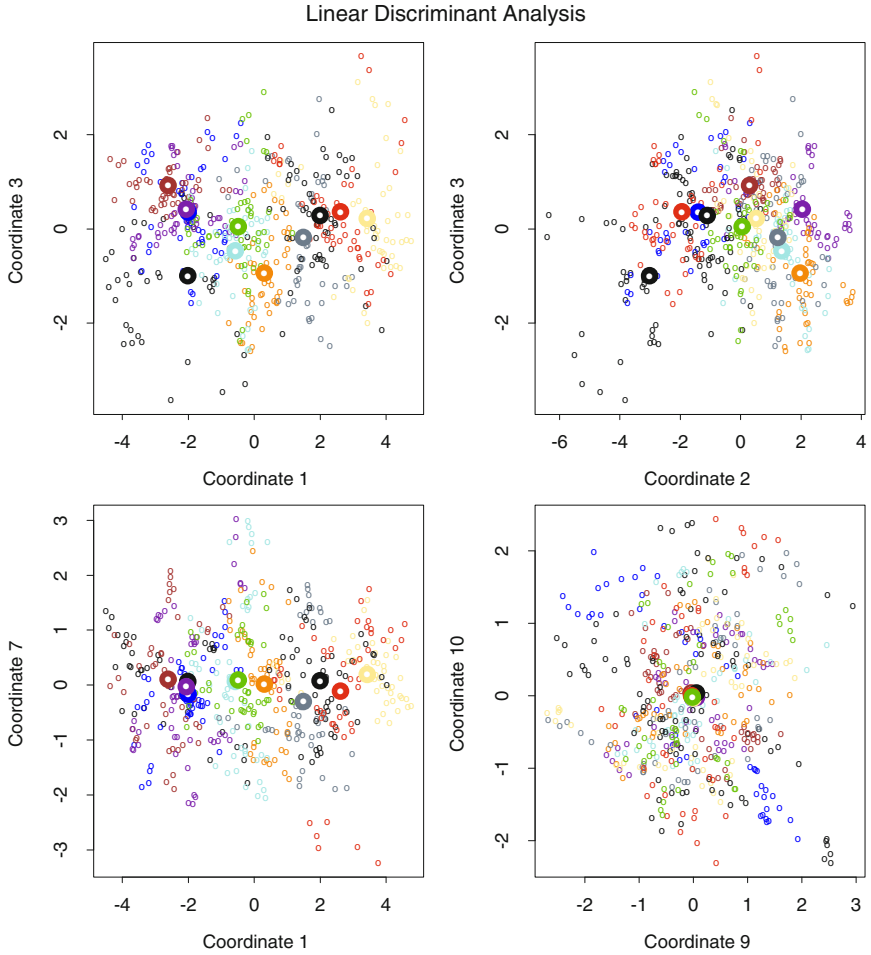 Linear Discriminant Analysis
Coordinate 3
2
0
-2
-4 -2 0 2 4
Coordinate 1
Coordinate 3
2
0
-2
-6 -4 -2 0 2 4
Coordinate 2
Coordinate 7
3
2
1
0
-1
-2
-3
-4 -2 0 2 4
Coordinate 1
Coordinate 10
2
1
0
-1
-2
-2 -1 0 1 2 3
Coordinate 9